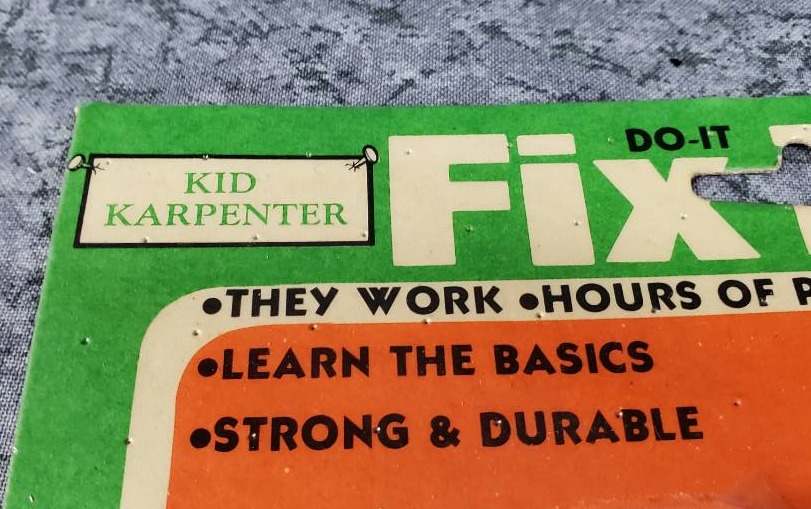 KID
KARPENTER
DO-IT
Fix
•THEY WORK •HOURS OF
•LEARN THE BASICS
•STRONG & DURABLE